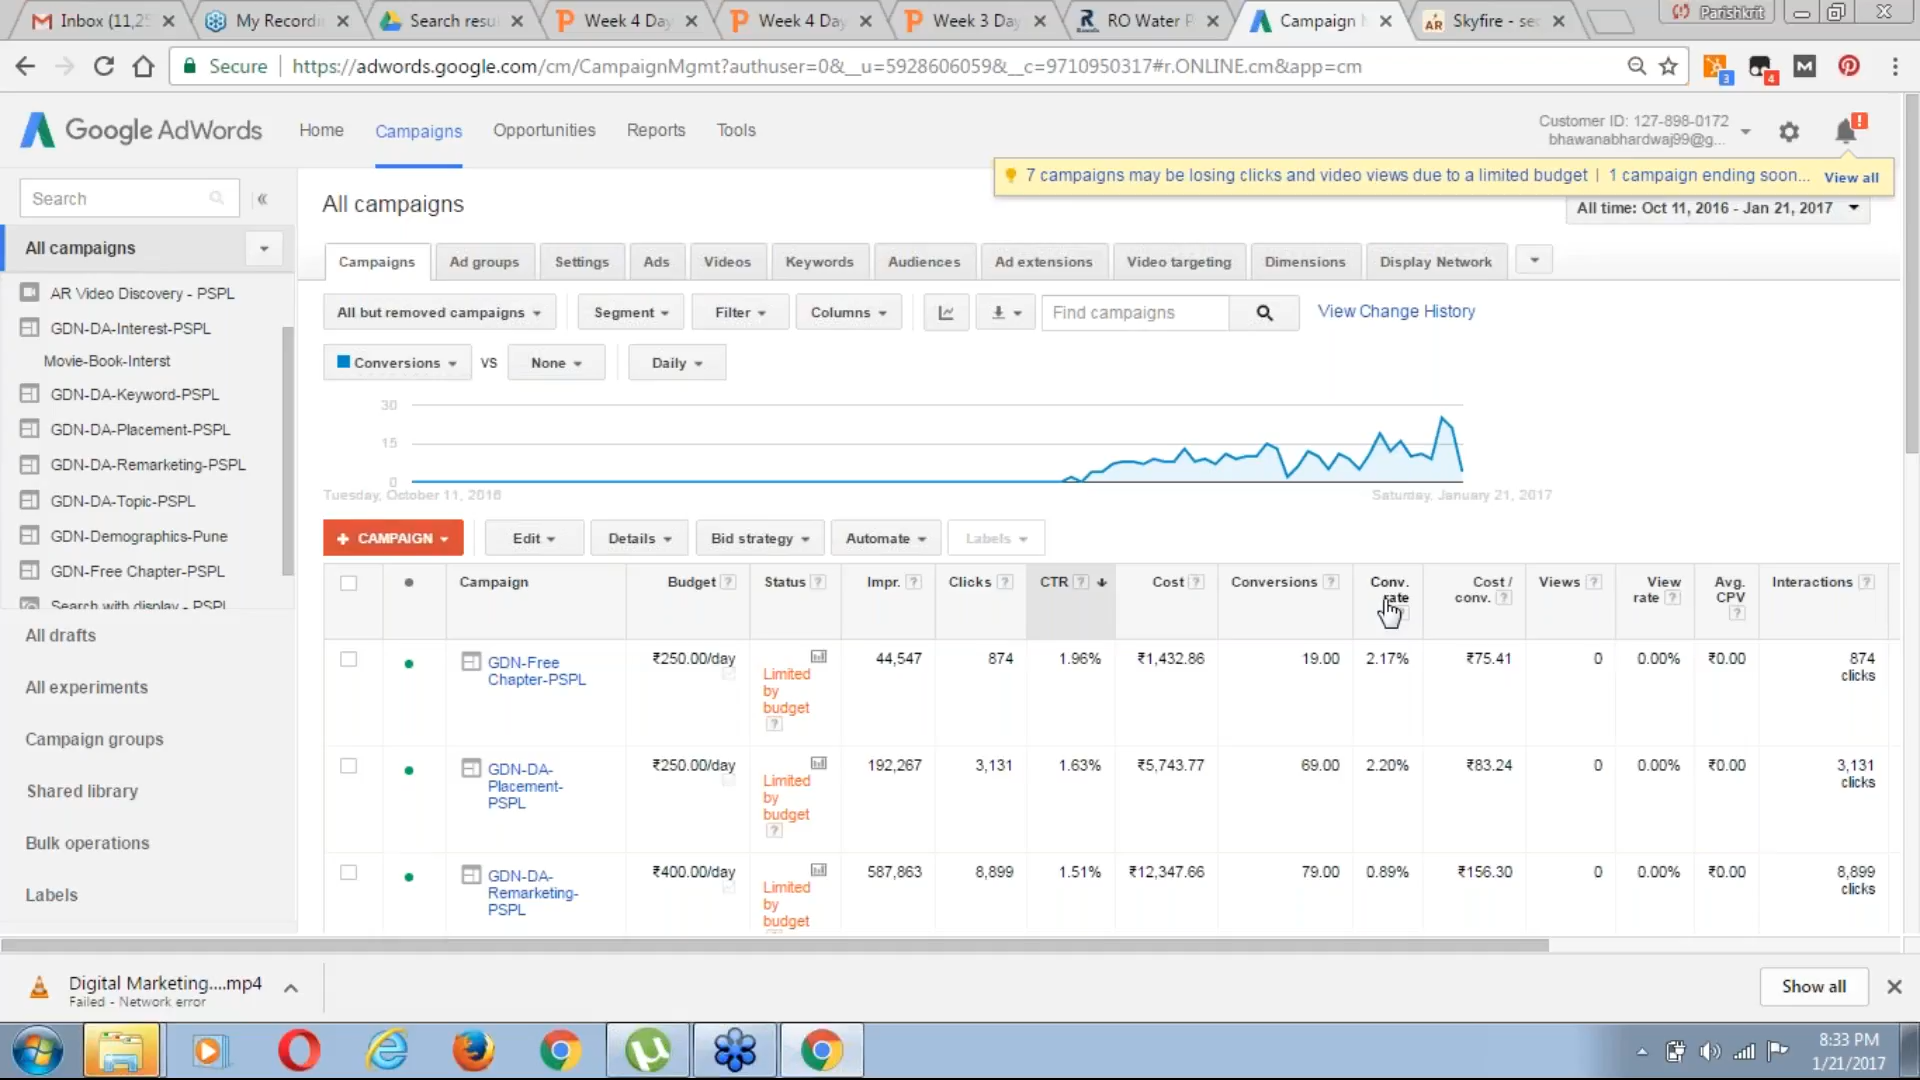 Inbox (11,25
My Recordi
Search resu
Week 4 Day
Week 4 Day
Week 3 Day
RO Water P
Campaign M
Skyfire - sec
Parishkrit
Secure
https://adwords.google.com/cm/CampaignMgmt?authuser=0&__u=5928606059&__c=9710950317#r.ONLINE.cm&app=cm
3
4
Google AdWords
Home
Campaigns
Opportunities
Reports
Tools
Customer ID: 127-898-0172
bhawanabhardwaj99@g...
7 campaigns may be losing clicks and video views due to a limited budget | 1 campaign ending soon... View all
Search
All campaigns
All time: Oct 11, 2016 - Jan 21, 2017
All campaigns
AR Video Discovery - PSPL
GDN-DA-Interest-PSPL
Movie-Book-Interst
GDN-DA-Keyword-PSPL
GDN-DA-Placement-PSPL
GDN-DA-Remarketing-PSPL
GDN-DA-Topic-PSPL
GDN-Demographics-Pune
GDN-Free Chapter-PSPL
Search with display - PSPL
All drafts
All experiments
Campaign groups
Shared library
Bulk operations
Labels
Campaigns
Ad groups
Settings
Ads
Videos
Keywords
Audiences
Ad extensions
Video targeting
Dimensions
Display Network
All but removed campaigns
Segment
Filter
Columns
Find campaigns
View Change History
Conversions
VS
None
Daily
30
15
0
Tuesday, October 11, 2016
Saturday, January 21, 2017
+ CAMPAIGN
Edit
Details
Bid strategy
Automate
Labels
Campaign
Budget ?
Status ?
Impr. ?
Clicks ?
CTR ?
Cost ?
Conversions ?
Conv. rate
Cost / conv. ?
Views ?
View rate ?
Avg. CPV ?
Interactions ?
GDN-Free Chapter-PSPL
₹250.00/day
Limited by budget ?
44,547
874
1.96%
₹1,432.86
19.00
2.17%
₹75.41
0
0.00%
₹0.00
874 clicks
GDN-DA-Placement-PSPL
₹250.00/day
Limited by budget ?
192,267
3,131
1.63%
₹5,743.77
69.00
2.20%
₹83.24
0
0.00%
₹0.00
3,131 clicks
GDN-DA-Remarketing-PSPL
₹400.00/day
Limited by budget
587,863
8,899
1.51%
₹12,347.66
79.00
0.89%
₹156.30
0
0.00%
₹0.00
8,899 clicks
Digital Marketing....mp4
Failed - Network error
Show all
8:33 PM
1/21/2017